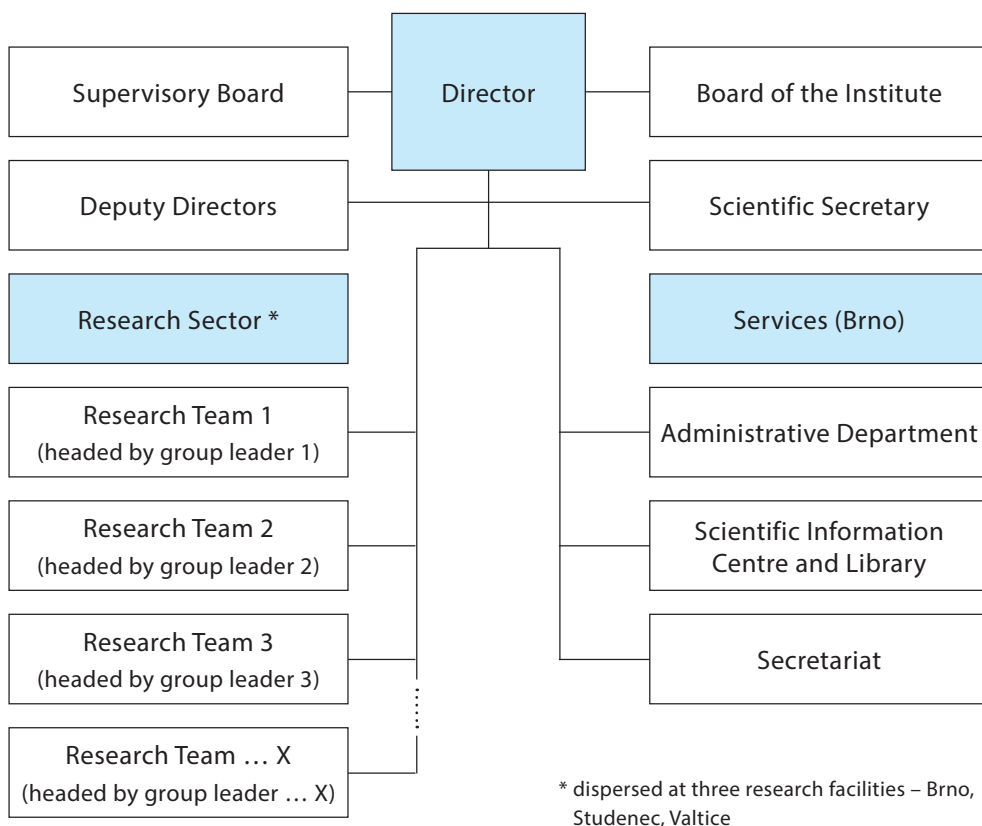 Supervisory Board
Director
Board of the Institute
Deputy Directors
Scientific Secretary
Research Sector *
Services (Brno)
Research Team 1
(headed by group leader 1)
Administrative Department
Research Team 2
(headed by group leader 2)
Scientific Information
Centre and Library
Research Team 3
(headed by group leader 3)
Secretariat
Research Team … X
(headed by group leader … X)
* dispersed at three research facilities – Brno,
Studenec, Valtice